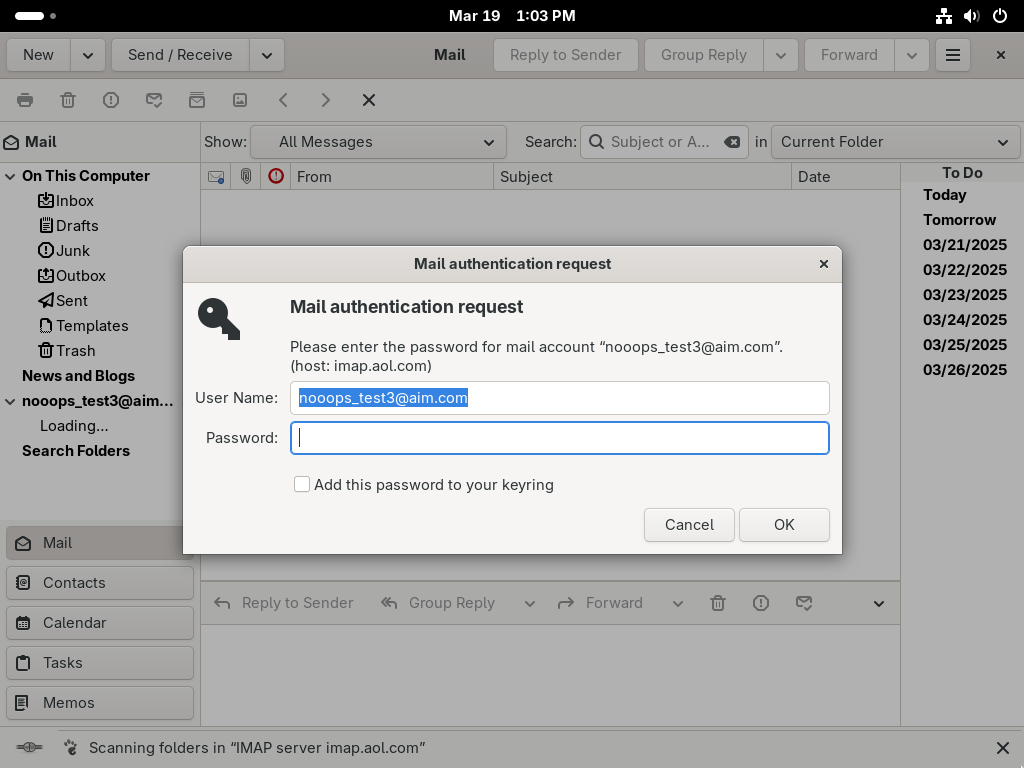 Mar 19 1:03 PM
New Send / Receive Mail Reply to Sender Group Reply Forward
Mail Show: All Messages Search: Subject or A... in Current Folder
On This Computer
Inbox
Drafts
Junk
Outbox
Sent
Templates
Trash
News and Blogs
nooops_test3@aim...
Loading...
Search Folders
From Subject Date
To Do
Today
Tomorrow
03/21/2025
03/22/2025
03/23/2025
03/24/2025
03/25/2025
03/26/2025
Mail authentication request
Mail authentication request
Please enter the password for mail account “nooops_test3@aim.com”.
(host: imap.aol.com)
User Name: nooops_test3@aim.com
Password:
Add this password to your keyring
Cancel OK
Mail
Contacts
Calendar
Tasks
Memos
Reply to Sender Group Reply Forward
Scanning folders in “IMAP server imap.aol.com”